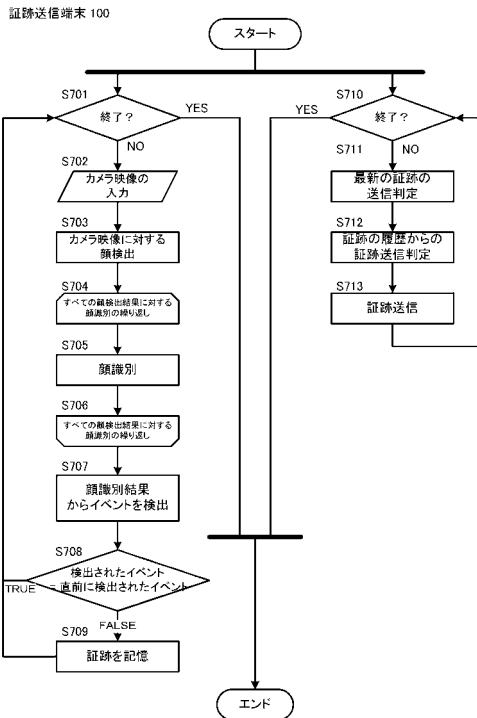 証跡送信端末 100
スタート
S701
終了?
YES
NO
S702
カメラ映像の
入力
S703
カメラ映像に対する
顔検出
S704
すべての顔検出結果に対する
顔識別の繰り返し
S705
顔識別
S706
すべての顔検出結果に対する
顔識別の繰り返し
S707
顔識別結果
からイベントを検出
S708
検出されたイベント
= 直前に検出されたイベント
TRUE
FALSE
S709
証跡を記憶
S710
終了?
YES
NO
S711
最新の証跡の
送信判定
S712
証跡の履歴からの
証跡送信判定
S713
証跡送信
エンド